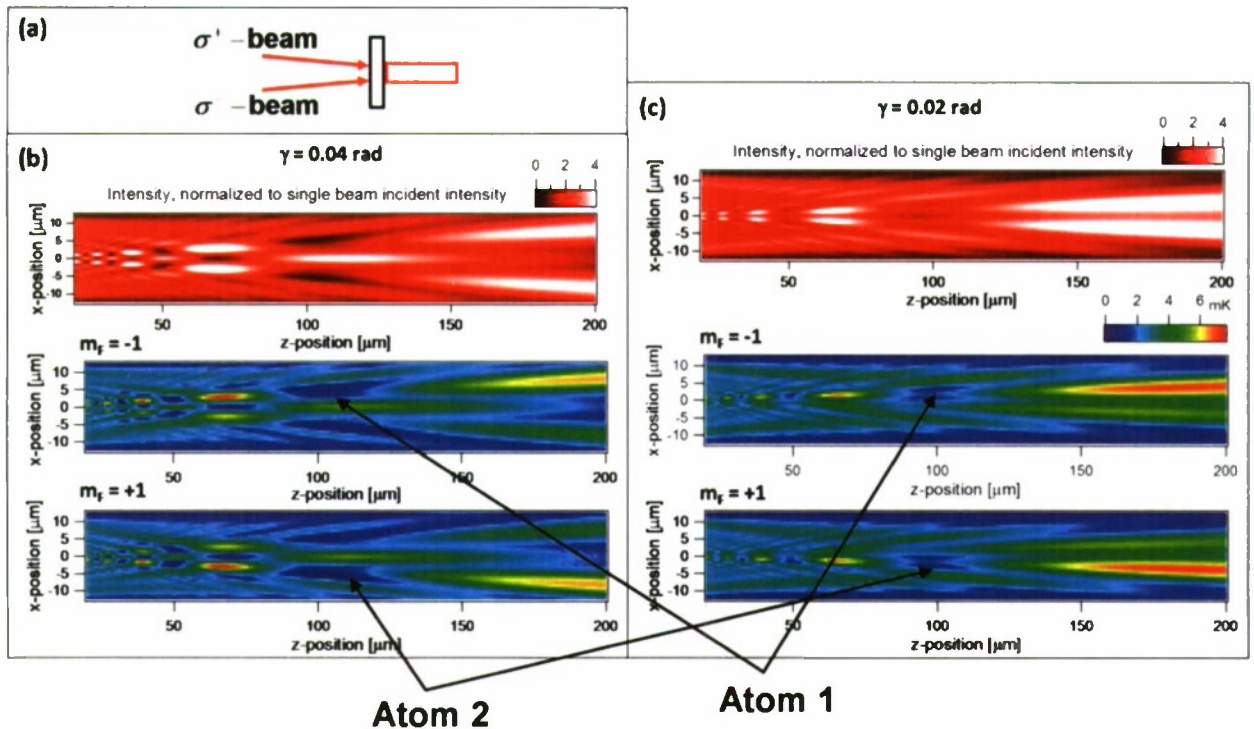 (a)
σ' –beam
σ –beam
(b)
γ = 0.04 rad
0 2 4
Intensity, normalized to single beam incident intensity
x-position [μm]
10
5
0
-5
-10
50 100 150 200
z-position [μm]
m_F = -1
x-position [μm]
10
5
0
-5
-10
50 100 150 200
z-position [μm]
m_F = +1
x-position [μm]
10
5
0
-5
-10
50 100 150 200
z-position [μm]
(c)
γ = 0.02 rad
0 2 4
Intensity, normalized to single beam incident intensity
x-position [μm]
10
5
0
-5
-10
50 100 150 200
z-position [μm]
0 2 4 6 mK
m_F = -1
x-position [μm]
10
5
0
-5
-10
50 100 150 200
z-position [μm]
m_F = +1
x-position [μm]
10
5
0
-5
-10
50 100 150 200
z-position [μm]
Atom 2
Atom 1